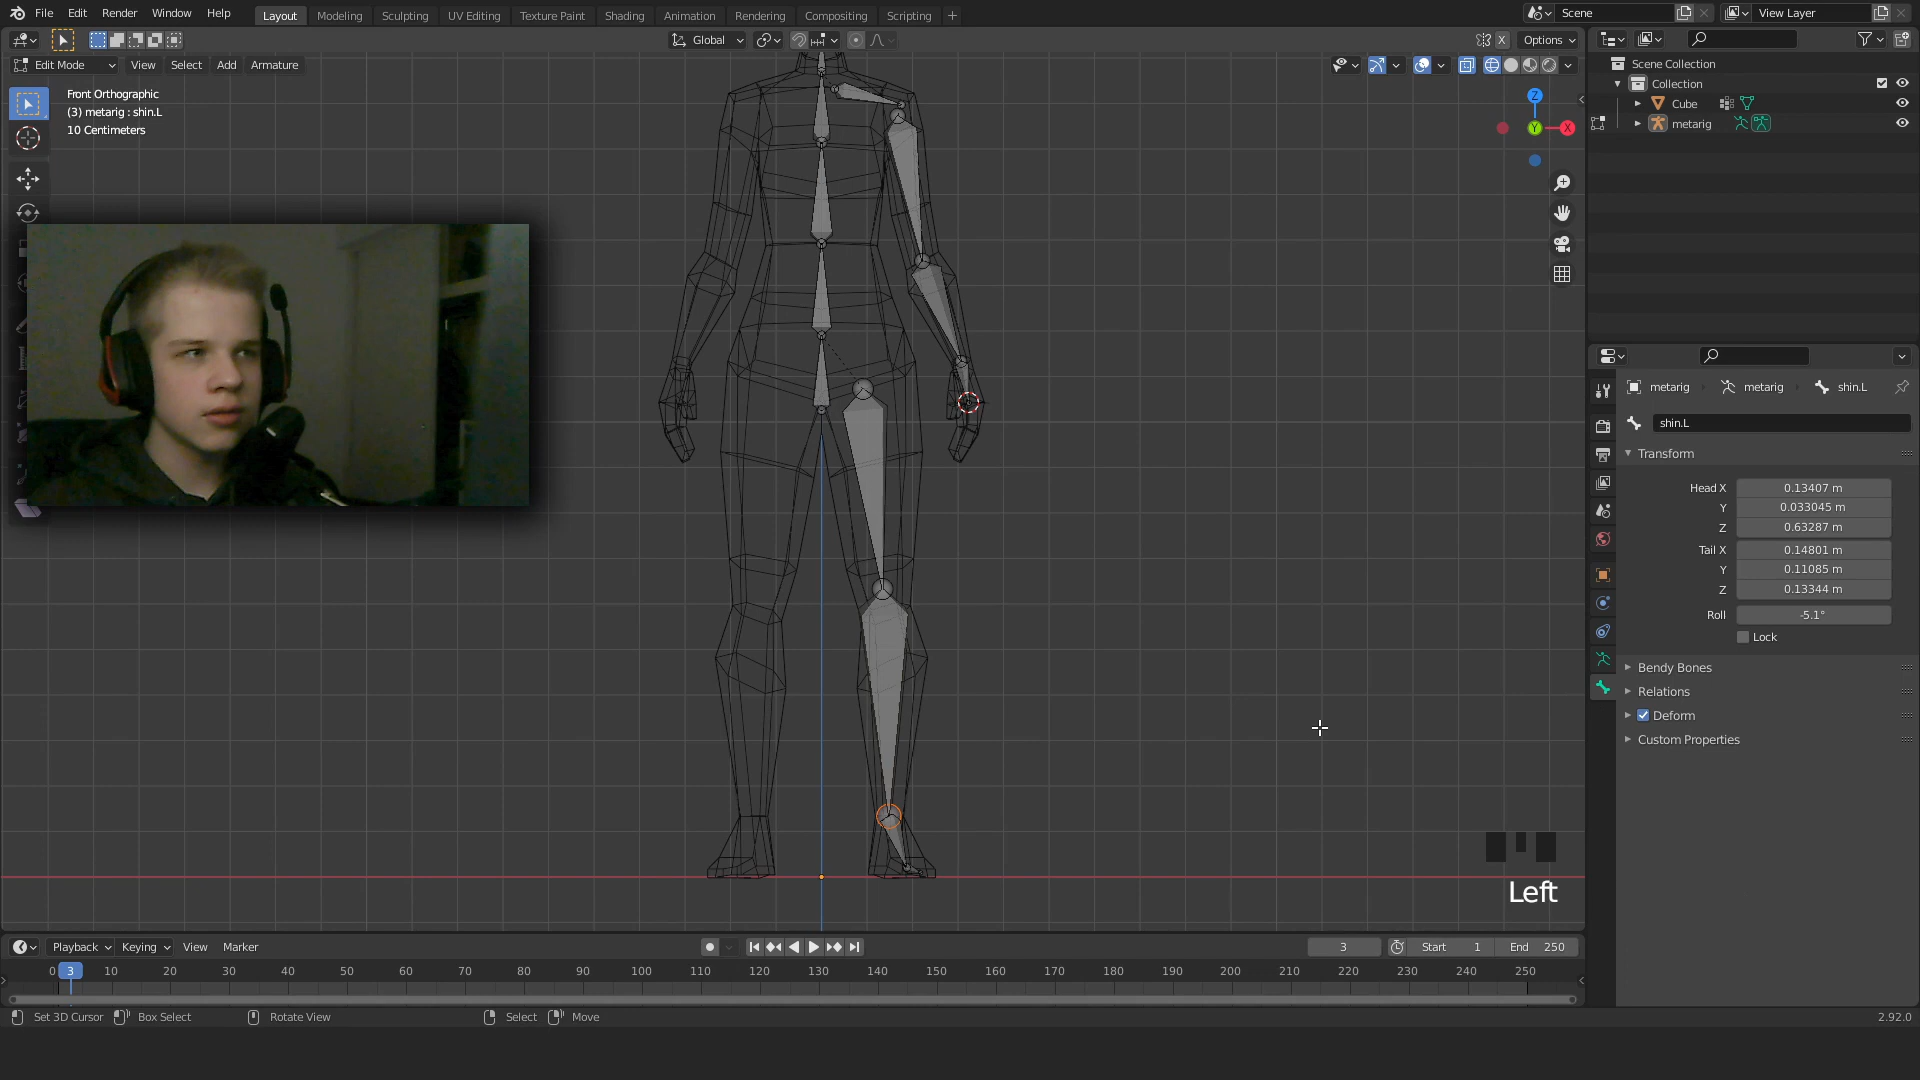 File Edit Render Window Help Layout Modeling Sculpting UV Editing Texture Paint Shading Animation Rendering Compositing Scripting + Scene View Layer
Global X Options
Edit Mode View Select Add Armature
Front Orthographic
(3) metarig : shin.L
10 Centimeters
Z
Y
X
Left
Scene Collection
Collection
Cube
metarig
metarig metarig shin.L
shin.L
Transform
Head X 0.13407 m
Y 0.033045 m
Z 0.63287 m
Tail X 0.14801 m
Y 0.11085 m
Z 0.13344 m
Roll -5.1°
Lock
Bendy Bones
Relations
Deform
Custom Properties
Playback Keying View Marker 3 Start 1 End 250
0 3 10 20 30 40 50 60 70 80 90 100 110 120 130 140 150 160 170 180 190 200 210 220 230 240 250
Set 3D Cursor Box Select Rotate View Select Move 2.92.0